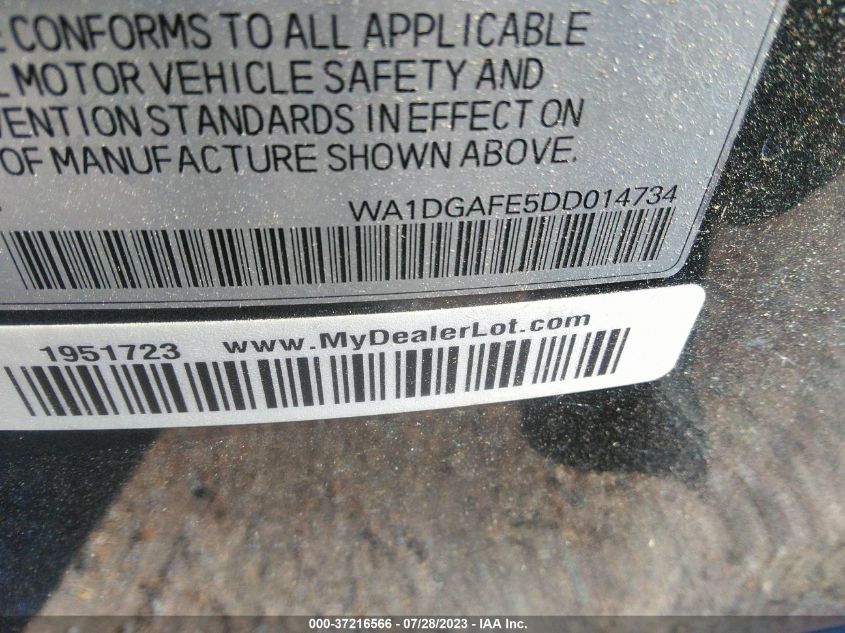 CONFORMS TO ALL APPLICABLE
MOTOR VEHICLE SAFETY AND
VENTION STANDARDS IN EFFECT ON
OF MANUFACTURE SHOWN ABOVE.
WA1DGAFE5DD014734
1951723 www.MyDealerLot.com
000-37216566 / 07/28/2023 - IAA Inc.